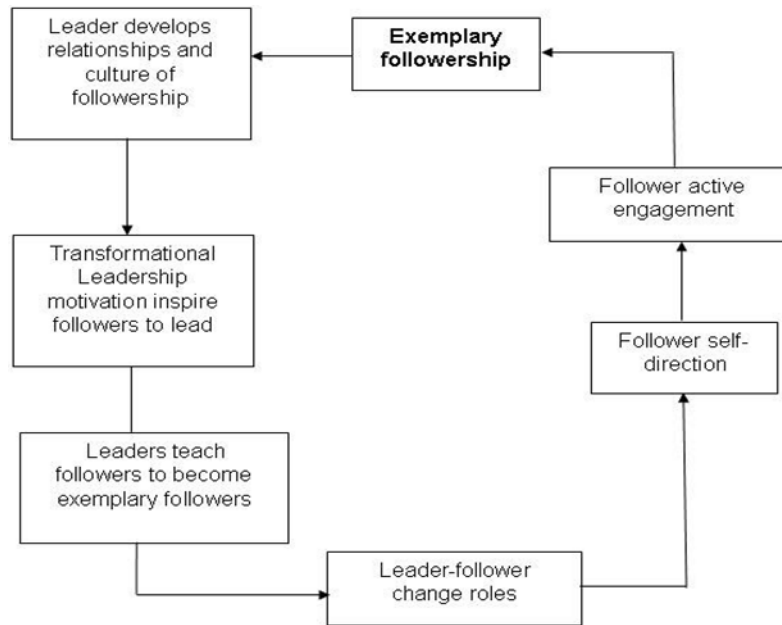 Leader develops
relationships and
culture of
followership
Exemplary
followership
Follower active
engagement
Transformational
Leadership
motivation inspire
followers to lead
Follower self-
direction
Leaders teach
followers to become
exemplary followers
Leader-follower
change roles